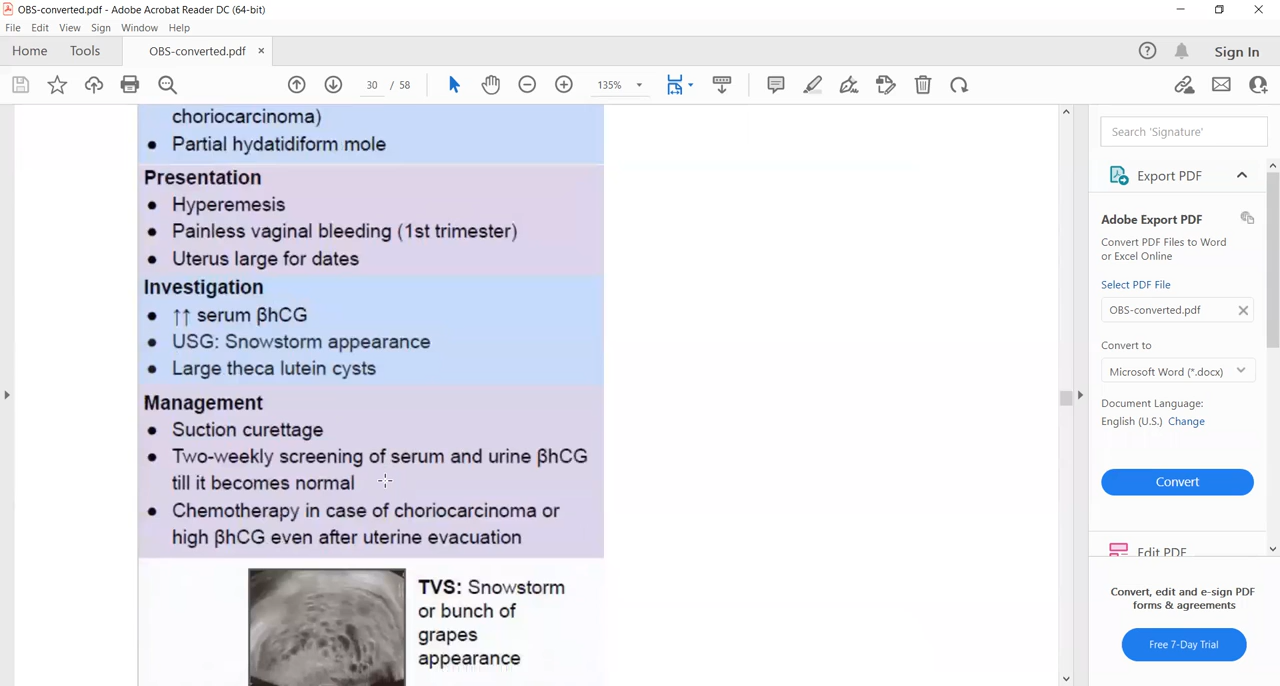 OBS-converted.pdf - Adobe Acrobat Reader DC (64-bit)
File Edit View Sign Window Help
Home Tools OBS-converted.pdf × Sign In
30 / 58 135%
choriocarcinoma)
● Partial hydatidiform mole
Presentation
● Hyperemesis
● Painless vaginal bleeding (1st trimester)
● Uterus large for dates
Investigation
● ↑↑ serum βhCG
● USG: Snowstorm appearance
● Large theca lutein cysts
Management
● Suction curettage
● Two-weekly screening of serum and urine βhCG
till it becomes normal
● Chemotherapy in case of choriocarcinoma or
high βhCG even after uterine evacuation
TVS: Snowstorm
or bunch of
grapes
appearance
Search 'Signature'
Export PDF
Adobe Export PDF
Convert PDF Files to Word
or Excel Online
Select PDF File
OBS-converted.pdf
Convert to
Microsoft Word (*.docx)
Document Language:
English (U.S.) Change
Convert
Edit PDF
Convert, edit and e-sign PDF
forms & agreements
Free 7-Day Trial